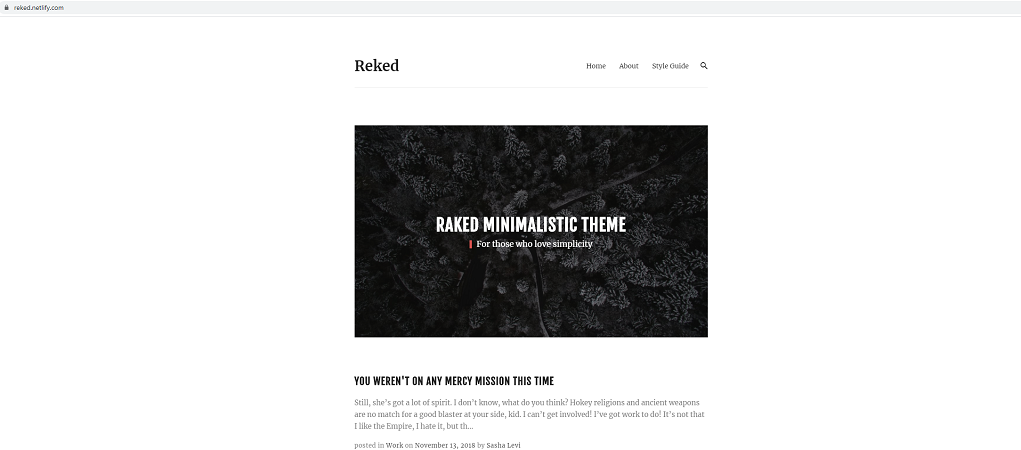 reked.netlify.com
Reked
Home About Style Guide
RAKED MINIMALISTIC THEME
For those who love simplicity
YOU WEREN'T ON ANY MERCY MISSION THIS TIME
Still, she's got a lot of spirit. I don't know, what do you think? Hokey religions and ancient weapons
are no match for a good blaster at your side, kid. I can't get involved! I've got work to do! It's not that
I like the Empire, I hate it, but th...
posted in Work on November 13, 2018 by Sasha Levi